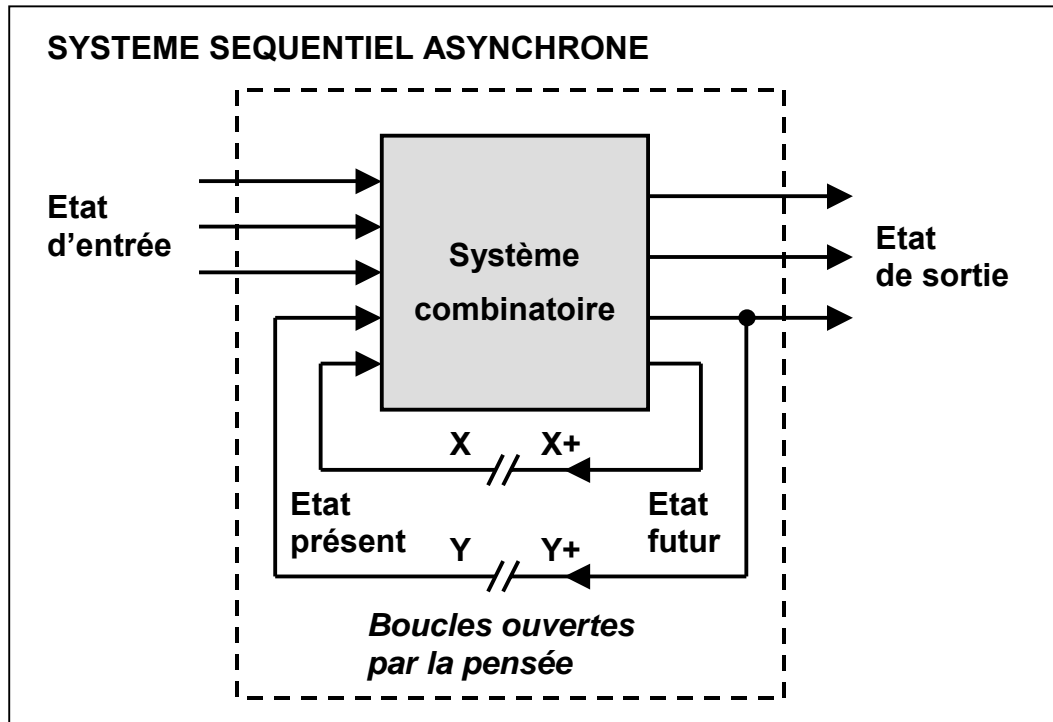 SYSTEME SEQUENTIEL ASYNCHRONE
Etat
d'entrée
Système
combinatoire
Etat
de sortie
X X+
Etat
présent
Etat
futur
Y Y+
Boucles ouvertes
par la pensée